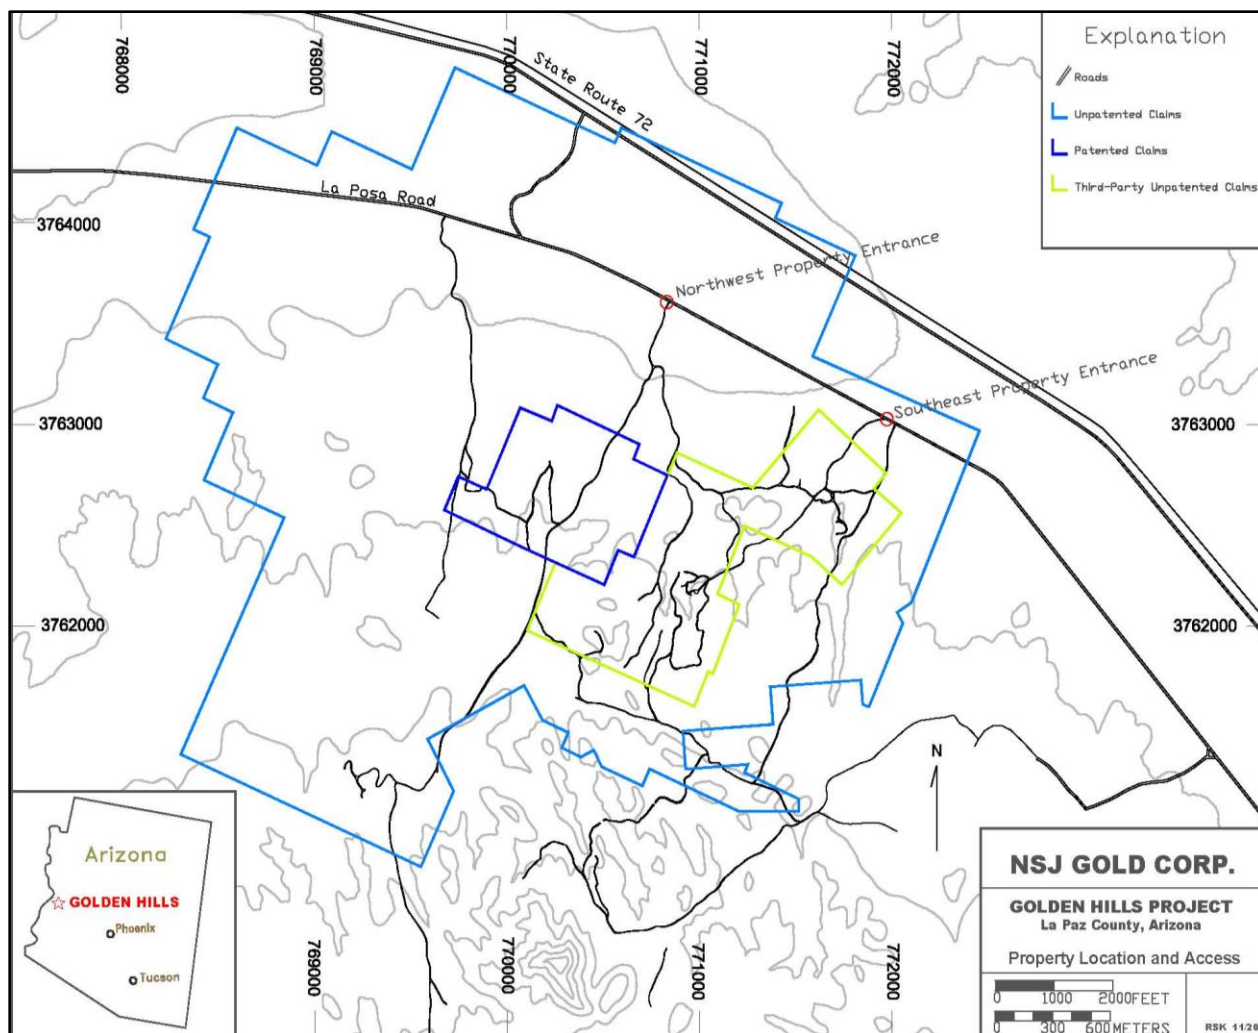 768000
769000
770000
771000
772000
State Route 72
Explanation
Roads
Unpatented Claims
Patented Claims
Third-Party Unpatented Claims
La Posa Road
3764000
Northwest Property Entrance
Southeast Property Entrance
3763000
3763000
3762000
3762000
N
Arizona
GOLDEN HILLS
Phoenix
Tucson
769000
770000
771000
772000
NSJ GOLD CORP.
GOLDEN HILLS PROJECT
La Paz County, Arizona
Property Location and Access
0 1000 2000FEET
0 300 600METERS
RSK